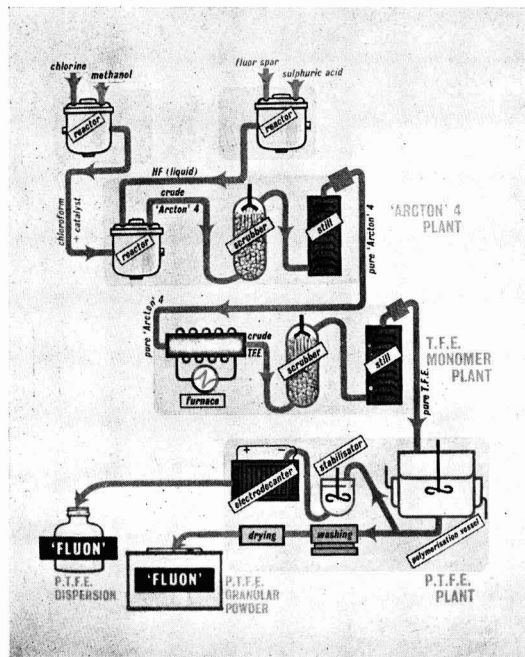 chlorine
methanol
reactor
fluor spar
sulphuric acid
reactor
HF (liquid)
crude
'Arcton' 4
chloroform
+ catalyst
reactor
scrubber
still
pure 'Arcton' 4
'ARCTON' 4
PLANT
pure 'Arcton' 4
crude
T.F.E.
furnace
scrubber
still
pure T.F.E.
T.F.E.
MONOMER
PLANT
+ −
electrodecanter
stabilisator
polymerisation vessel
washing
drying
'FLUON'
P.T.F.E.
DISPERSION
'FLUON'
P.T.F.E.
GRANULAR
POWDER
P.T.F.E.
PLANT